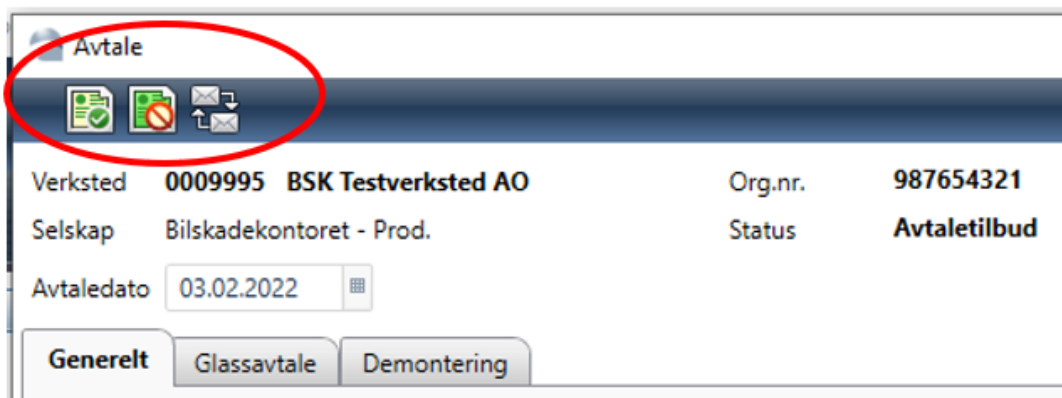 Avtale
Verksted 0009995 BSK Testverksted AO Org.nr. 987654321
Selskap Bilskadekontoret - Prod. Status Avtaletilbud
Avtaledato 03.02.2022
Generelt Glassavtale Demontering